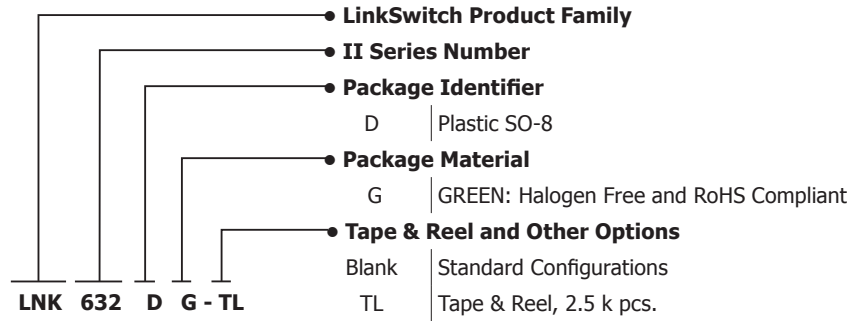 LinkSwitch Product Family
II Series Number
Package Identifier
D Plastic SO-8
Package Material
G GREEN: Halogen Free and RoHS Compliant
Tape & Reel and Other Options
Blank Standard Configurations
TL Tape & Reel, 2.5 k pcs.
LNK 632 D G - TL